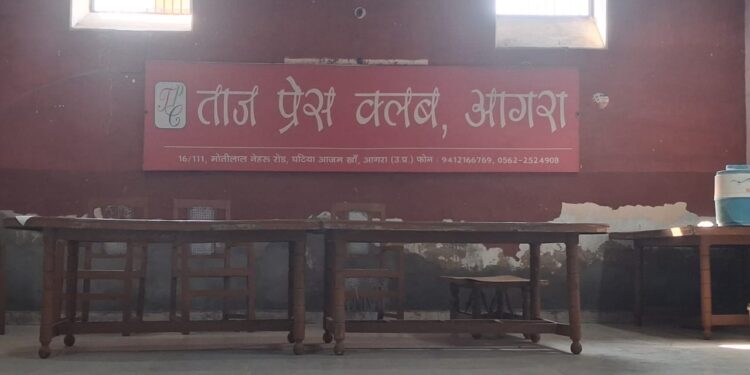 TPC
ताज प्रेस क्लब, आगरा
16/111, मोतीलाल नेहरू रोड, घटिया आजम खाँ, आगरा (उ.प्र.) फोन : 9412166769, 0562-2524908